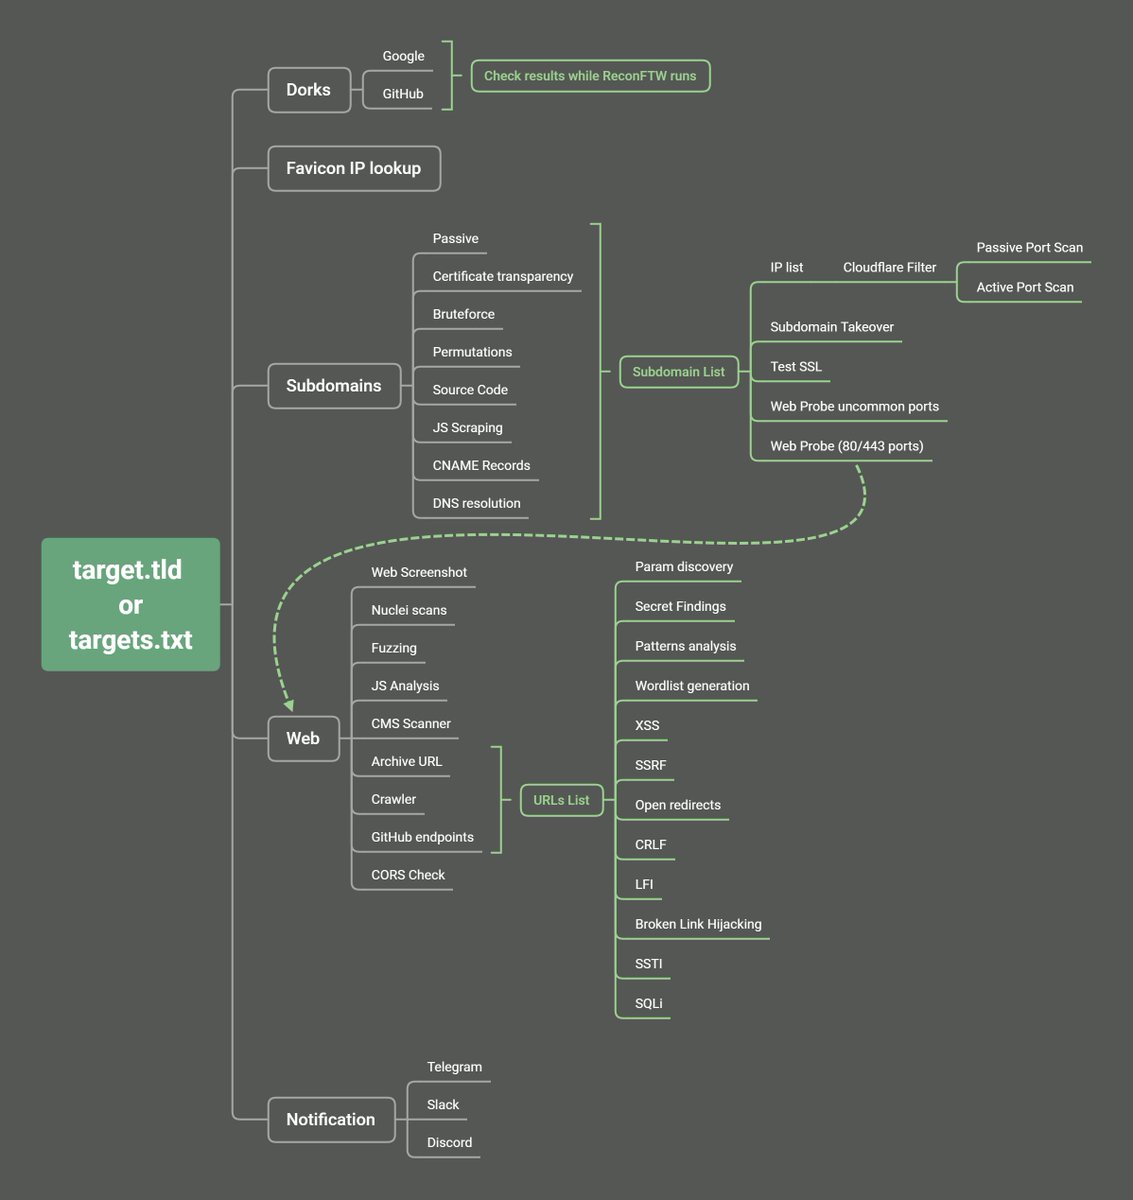 target.tld
or
targets.txt
Dorks
Google
GitHub
Check results while ReconFTW runs
Favicon IP lookup
Subdomains
Passive
Certificate transparency
Bruteforce
Permutations
Source Code
JS Scraping
CNAME Records
DNS resolution
Subdomain List
IP list
Cloudflare Filter
Passive Port Scan
Active Port Scan
Subdomain Takeover
Test SSL
Web Probe uncommon ports
Web Probe (80/443 ports)
Web
Web Screenshot
Nuclei scans
Fuzzing
JS Analysis
CMS Scanner
Archive URL
Crawler
GitHub endpoints
CORS Check
URLs List
Param discovery
Secret Findings
Patterns analysis
Wordlist generation
XSS
SSRF
Open redirects
CRLF
LFI
Broken Link Hijacking
SSTI
SQLi
Notification
Telegram
Slack
Discord